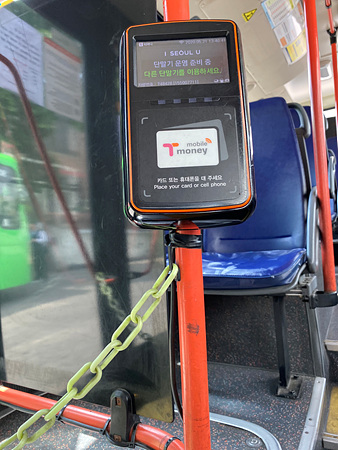 I SEOUL U
단말기 운영 준비 중
다른 단말기를 이용하세요.
mobile
Tmoney
카드 또는 휴대폰을 대 주세요
Place your card or cell phone